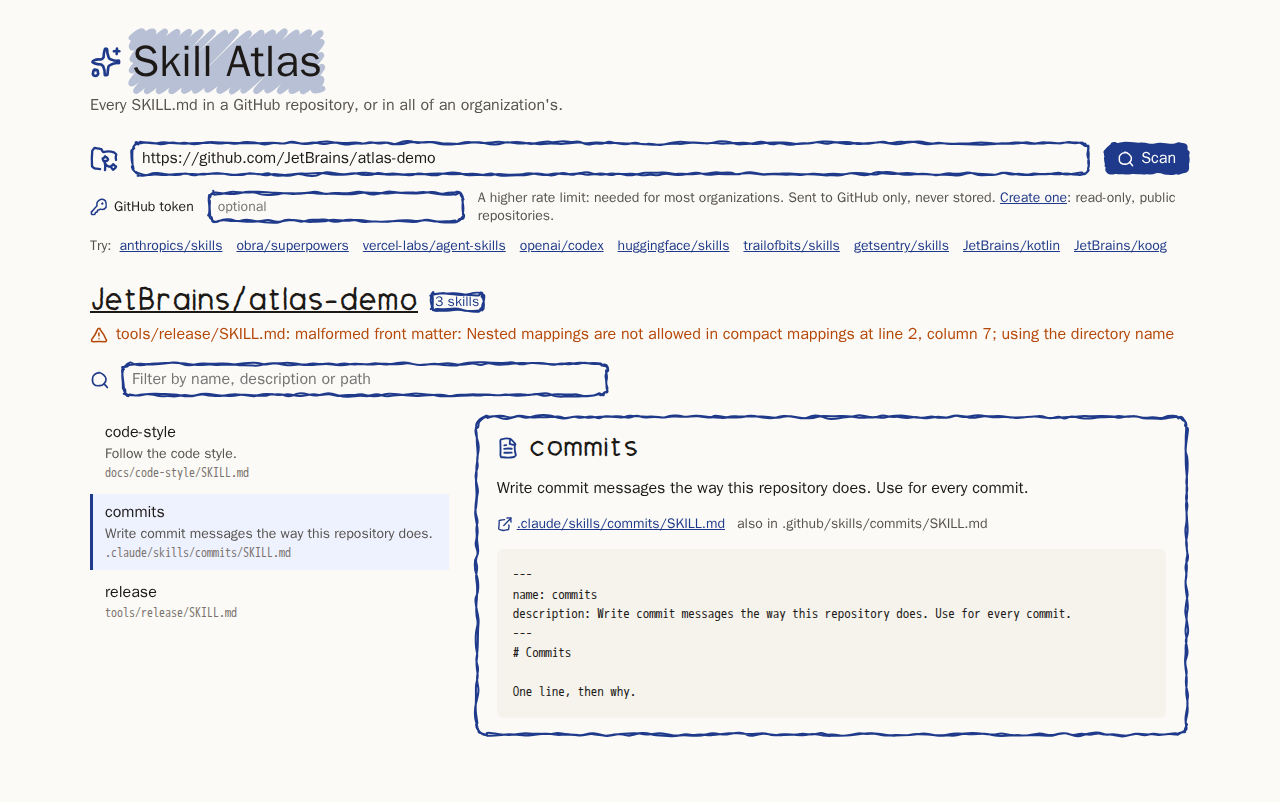 Skill Atlas
Every SKILL.md in a GitHub repository, or in all of an organization's.
https://github.com/JetBrains/atlas-demo
Scan
GitHub token
optional
A higher rate limit: needed for most organizations. Sent to GitHub only, never stored. Create one: read-only, public
repositories.
Try: anthropics/skills obra/superpowers vercel-labs/agent-skills openai/codex huggingface/skills trailofbits/skills getsentry/skills JetBrains/kotlin JetBrains/koog
JetBrains/atlas-demo 3 skills
tools/release/SKILL.md: malformed front matter: Nested mappings are not allowed in compact mappings at line 2, column 7; using the directory name
Filter by name, description or path
code-style
Follow the code style.
docs/code-style/SKILL.md
commits
Write commit messages the way this repository does.
.claude/skills/commits/SKILL.md
release
tools/release/SKILL.md
commits
Write commit messages the way this repository does. Use for every commit.
.claude/skills/commits/SKILL.md also in .github/skills/commits/SKILL.md
---
name: commits
description: Write commit messages the way this repository does. Use for every commit.
---
# Commits
One line, then why.